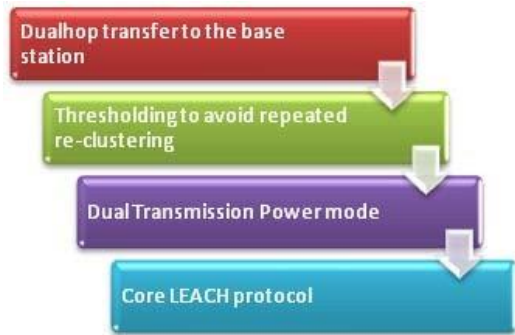 Dualhop transfer to the base
station
Thresholding to avoid repeated
re-clustering
Dual Transmission Power mode
Core LEACH protocol